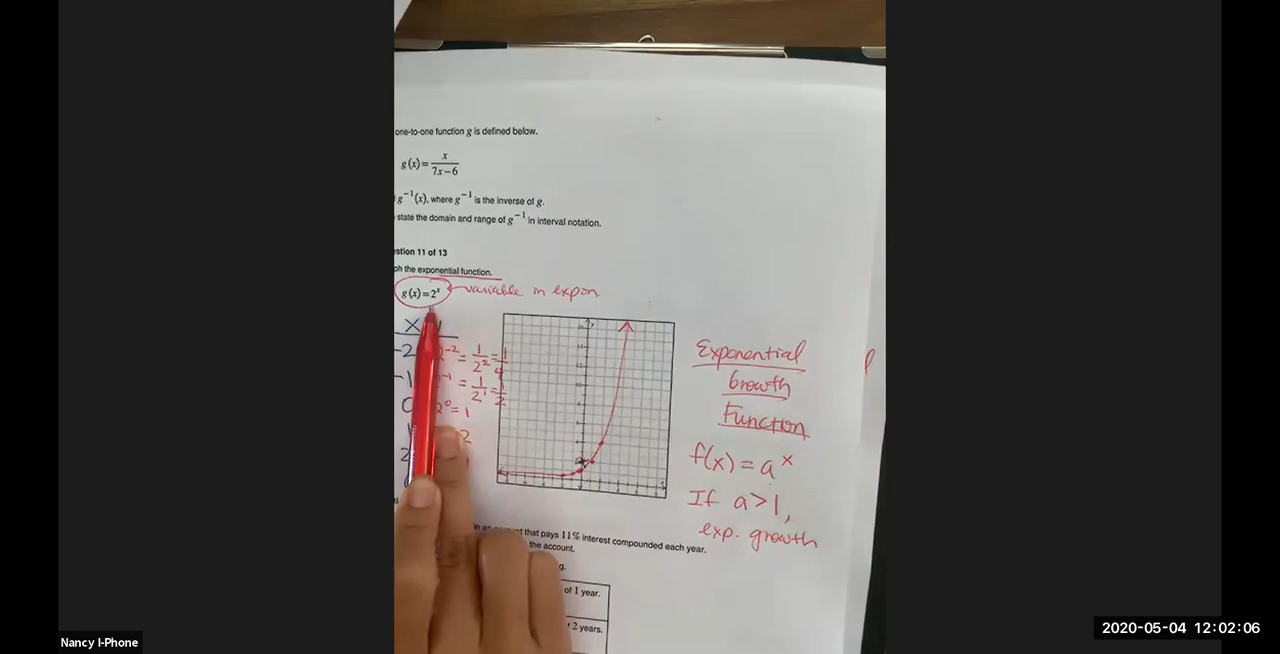 one-to-one function g is defined below.
g(x)=x/(7x-6)
g⁻¹(x), where g⁻¹ is the inverse of g.
state the domain and range of g⁻¹ in interval notation.
stion 11 of 13
ph the exponential function.
g(x)=2ˣ variable in expon
X
-2 ⁻² = 1/2² = 1/4
-1 ⁻¹ = 1/2¹ = 1/2
0 2⁰ = 1
2
2
Exponential
Growth
Function
f(x) = aˣ
If a>1,
exp. growth
that pays 11% interest compounded each year.
the account.
g.
of 1 year.
2 years.
Nancy I-Phone
2020-05-04 12:02:06